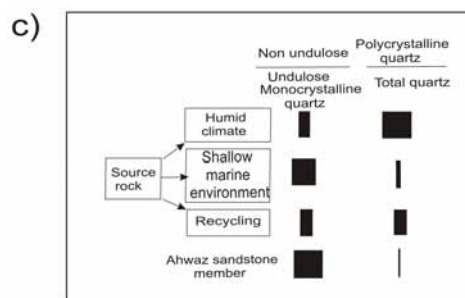 c)
Non undulose
Undulose
Monocrystalline
quartz
Polycrystalline
quartz
Total quartz
Humid
climate
Source
rock
Shallow
marine
environment
Recycling
Ahwaz sandstone
member